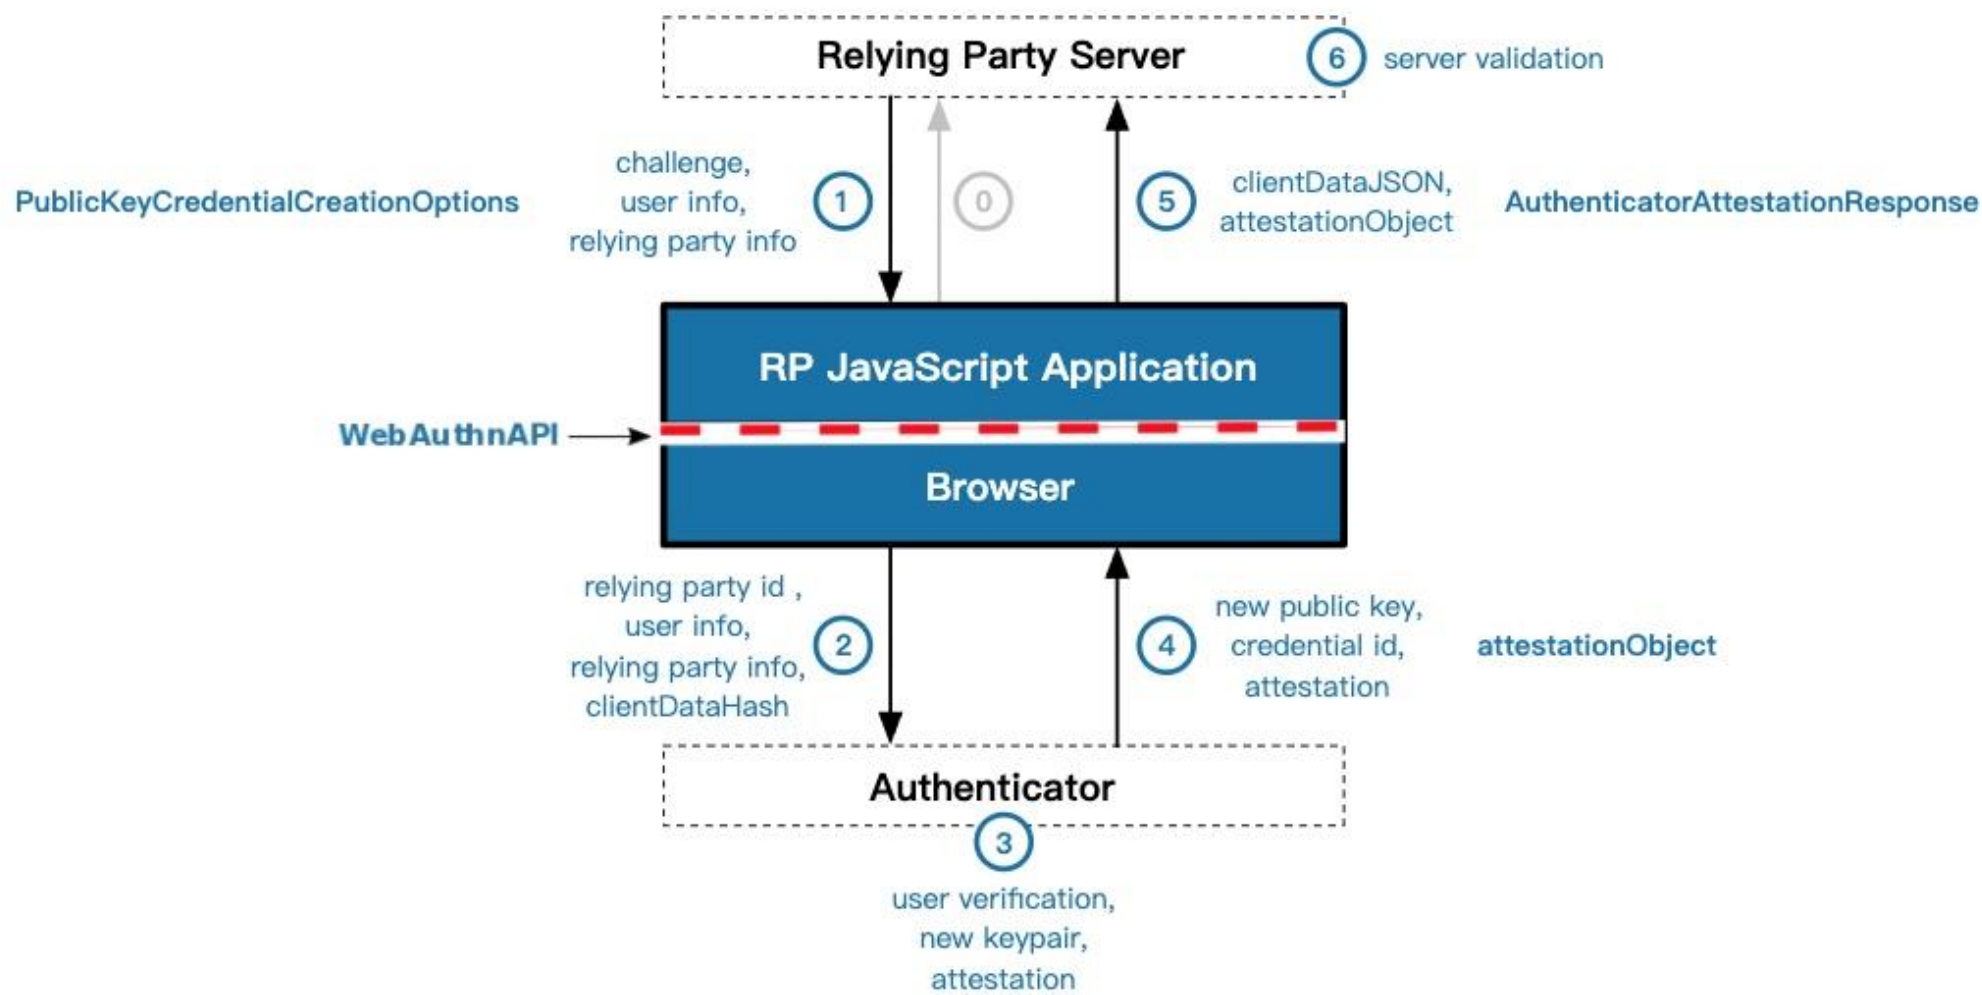 Relying Party Server
6
server validation
PublicKeyCredentialCreationOptions
challenge,
user info,
relying party info
1
0
5
clientDataJSON,
attestationObject
AuthenticatorAttestationResponse
RP JavaScript Application
WebAuthnAPI
Browser
relying party id ,
user info,
relying party info,
clientDataHash
2
4
new public key,
credential id,
attestation
attestationObject
Authenticator
3
user verification,
new keypair,
attestation